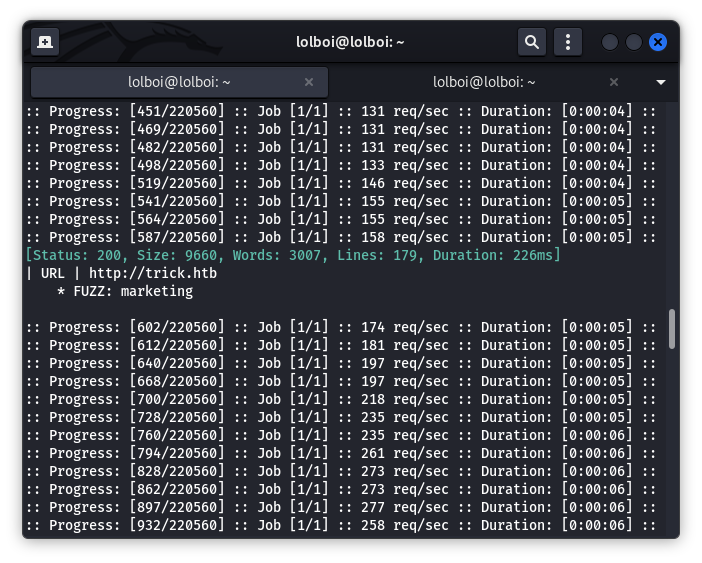 lolboi@lolboi: ~
lolboi@lolboi: ~
lolboi@lolboi: ~
:: Progress: [451/220560] :: Job [1/1] :: 131 req/sec :: Duration: [0:00:04] ::
:: Progress: [469/220560] :: Job [1/1] :: 131 req/sec :: Duration: [0:00:04] ::
:: Progress: [482/220560] :: Job [1/1] :: 131 req/sec :: Duration: [0:00:04] ::
:: Progress: [498/220560] :: Job [1/1] :: 133 req/sec :: Duration: [0:00:04] ::
:: Progress: [519/220560] :: Job [1/1] :: 146 req/sec :: Duration: [0:00:04] ::
:: Progress: [541/220560] :: Job [1/1] :: 155 req/sec :: Duration: [0:00:05] ::
:: Progress: [564/220560] :: Job [1/1] :: 155 req/sec :: Duration: [0:00:05] ::
:: Progress: [587/220560] :: Job [1/1] :: 158 req/sec :: Duration: [0:00:05] ::
[Status: 200, Size: 9660, Words: 3007, Lines: 179, Duration: 226ms]
| URL | http://trick.htb
    * FUZZ: marketing
:: Progress: [602/220560] :: Job [1/1] :: 174 req/sec :: Duration: [0:00:05] ::
:: Progress: [612/220560] :: Job [1/1] :: 181 req/sec :: Duration: [0:00:05] ::
:: Progress: [640/220560] :: Job [1/1] :: 197 req/sec :: Duration: [0:00:05] ::
:: Progress: [668/220560] :: Job [1/1] :: 197 req/sec :: Duration: [0:00:05] ::
:: Progress: [700/220560] :: Job [1/1] :: 218 req/sec :: Duration: [0:00:05] ::
:: Progress: [728/220560] :: Job [1/1] :: 235 req/sec :: Duration: [0:00:05] ::
:: Progress: [760/220560] :: Job [1/1] :: 235 req/sec :: Duration: [0:00:06] ::
:: Progress: [794/220560] :: Job [1/1] :: 261 req/sec :: Duration: [0:00:06] ::
:: Progress: [828/220560] :: Job [1/1] :: 273 req/sec :: Duration: [0:00:06] ::
:: Progress: [862/220560] :: Job [1/1] :: 273 req/sec :: Duration: [0:00:06] ::
:: Progress: [897/220560] :: Job [1/1] :: 277 req/sec :: Duration: [0:00:06] ::
:: Progress: [932/220560] :: Job [1/1] :: 258 req/sec :: Duration: [0:00:06] ::